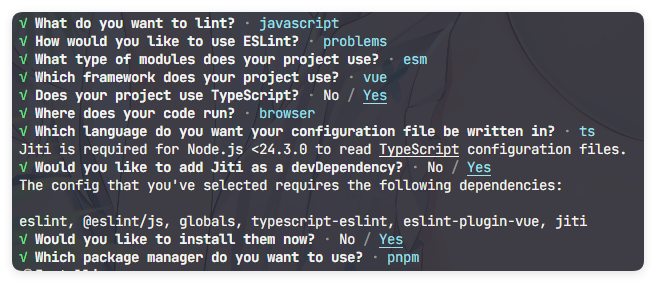 √ What do you want to lint? · javascript
√ How would you like to use ESLint? · problems
√ What type of modules does your project use? · esm
√ Which framework does your project use? · vue
√ Does your project use TypeScript? · No / Yes
√ Where does your code run? · browser
√ Which language do you want your configuration file be written in? · ts
Jiti is required for Node.js <24.3.0 to read TypeScript configuration files.
√ Would you like to add Jiti as a devDependency? · No / Yes
The config that you've selected requires the following dependencies:
eslint, @eslint/js, globals, typescript-eslint, eslint-plugin-vue, jiti
√ Would you like to install them now? · No / Yes
√ Which package manager do you want to use? · pnpm